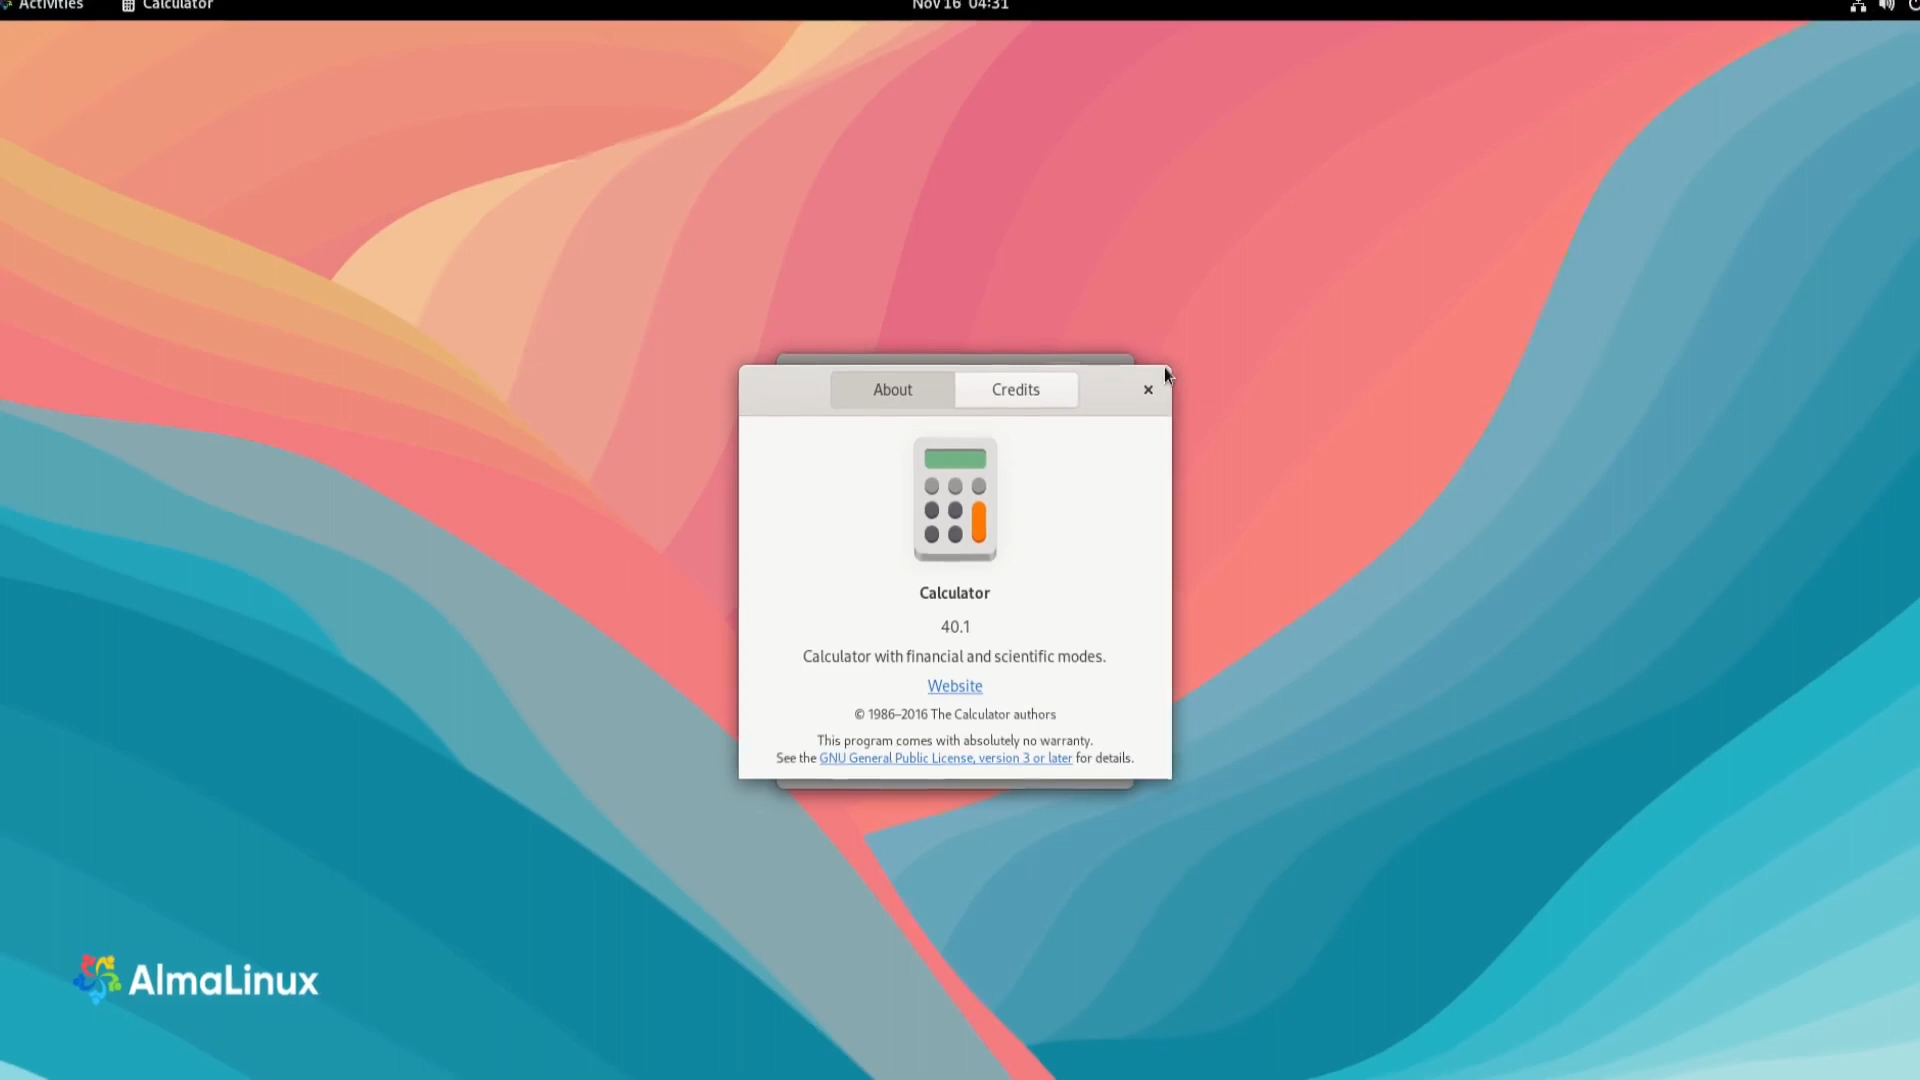 Activities
Calculator
Nov 16 04:31
About
Credits
Calculator
40.1
Calculator with financial and scientific modes.
Website
© 1986–2016 The Calculator authors
This program comes with absolutely no warranty.
See the GNU General Public License, version 3 or later for details.
AlmaLinux